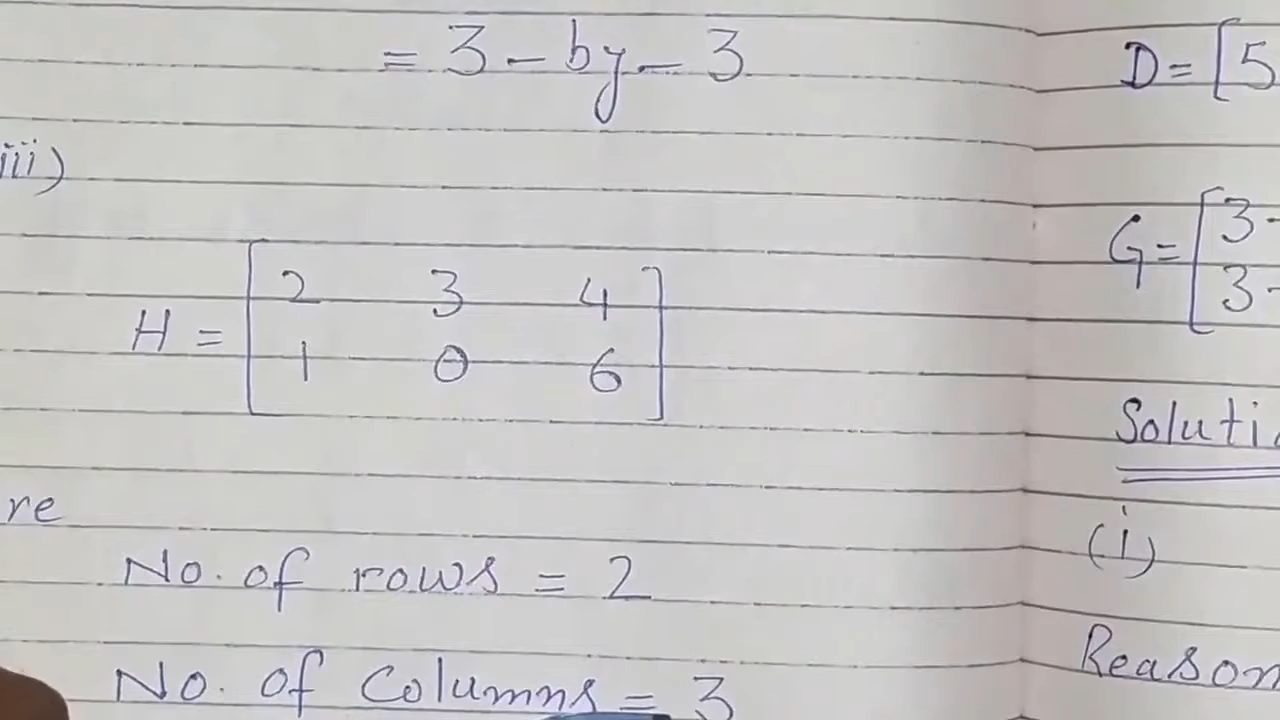 = 3 - by - 3
iii)
H = [ 2 3 4
1 0 6 ]
re
No. of rows = 2
No. of Columns = 3
D = [ 5
G = [ 3 -
3 -
Soluti
(i)
Reason